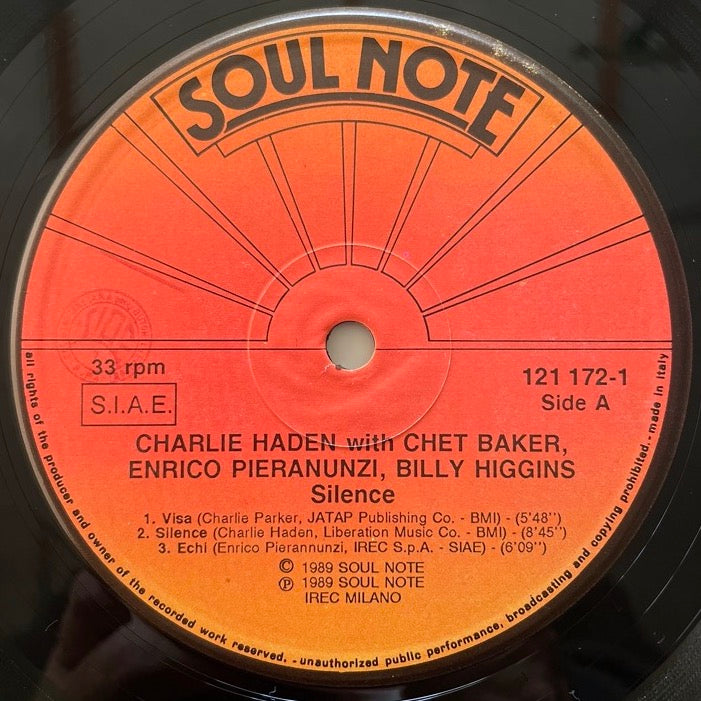 SOUL NOTE
33 rpm
S.I.A.E.
121 172-1
Side A
CHARLIE HADEN with CHET BAKER,
ENRICO PIERANUNZI, BILLY HIGGINS
Silence
1. Visa (Charlie Parker, JATAP Publishing Co. - BMI) - (5'48'')
2. Silence (Charlie Haden, Liberation Music Co. - BMI) - (8'45'')
3. Echi (Enrico Pierannunzi, IREC S.p.A. - SIAE) - (6'09'')
© 1989 SOUL NOTE
℗ 1989 SOUL NOTE
IREC MILANO
all rights of the producer and owner of the recorded work reserved. - unauthorized public performance, broadcasting and copying prohibited. - made in Italy